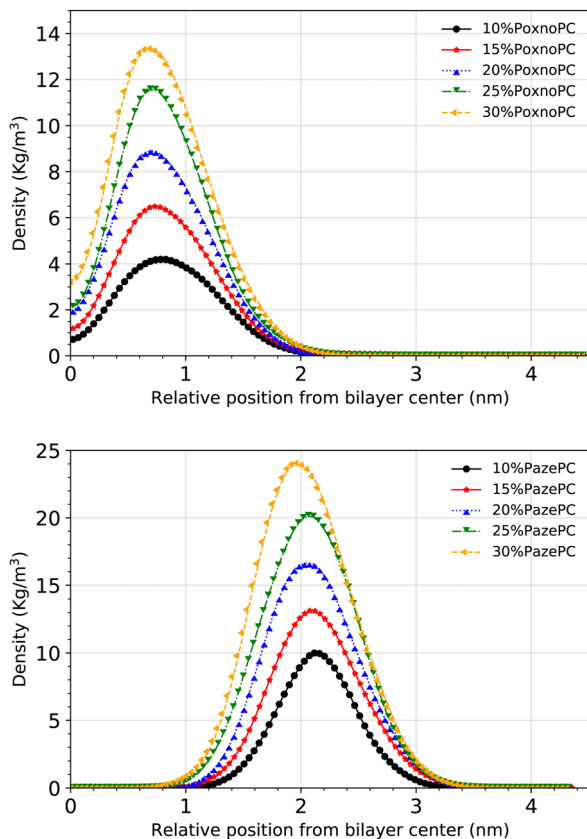 14
12
10
8
6
4
2
0
Density (Kg/m³)
10%PoxnoPC
15%PoxnoPC
20%PoxnoPC
25%PoxnoPC
30%PoxnoPC
0 1 2 3 4
Relative position from bilayer center (nm)
25
20
15
10
5
0
Density (Kg/m³)
10%PazePC
15%PazePC
20%PazePC
25%PazePC
30%PazePC
0 1 2 3 4
Relative position from bilayer center (nm)